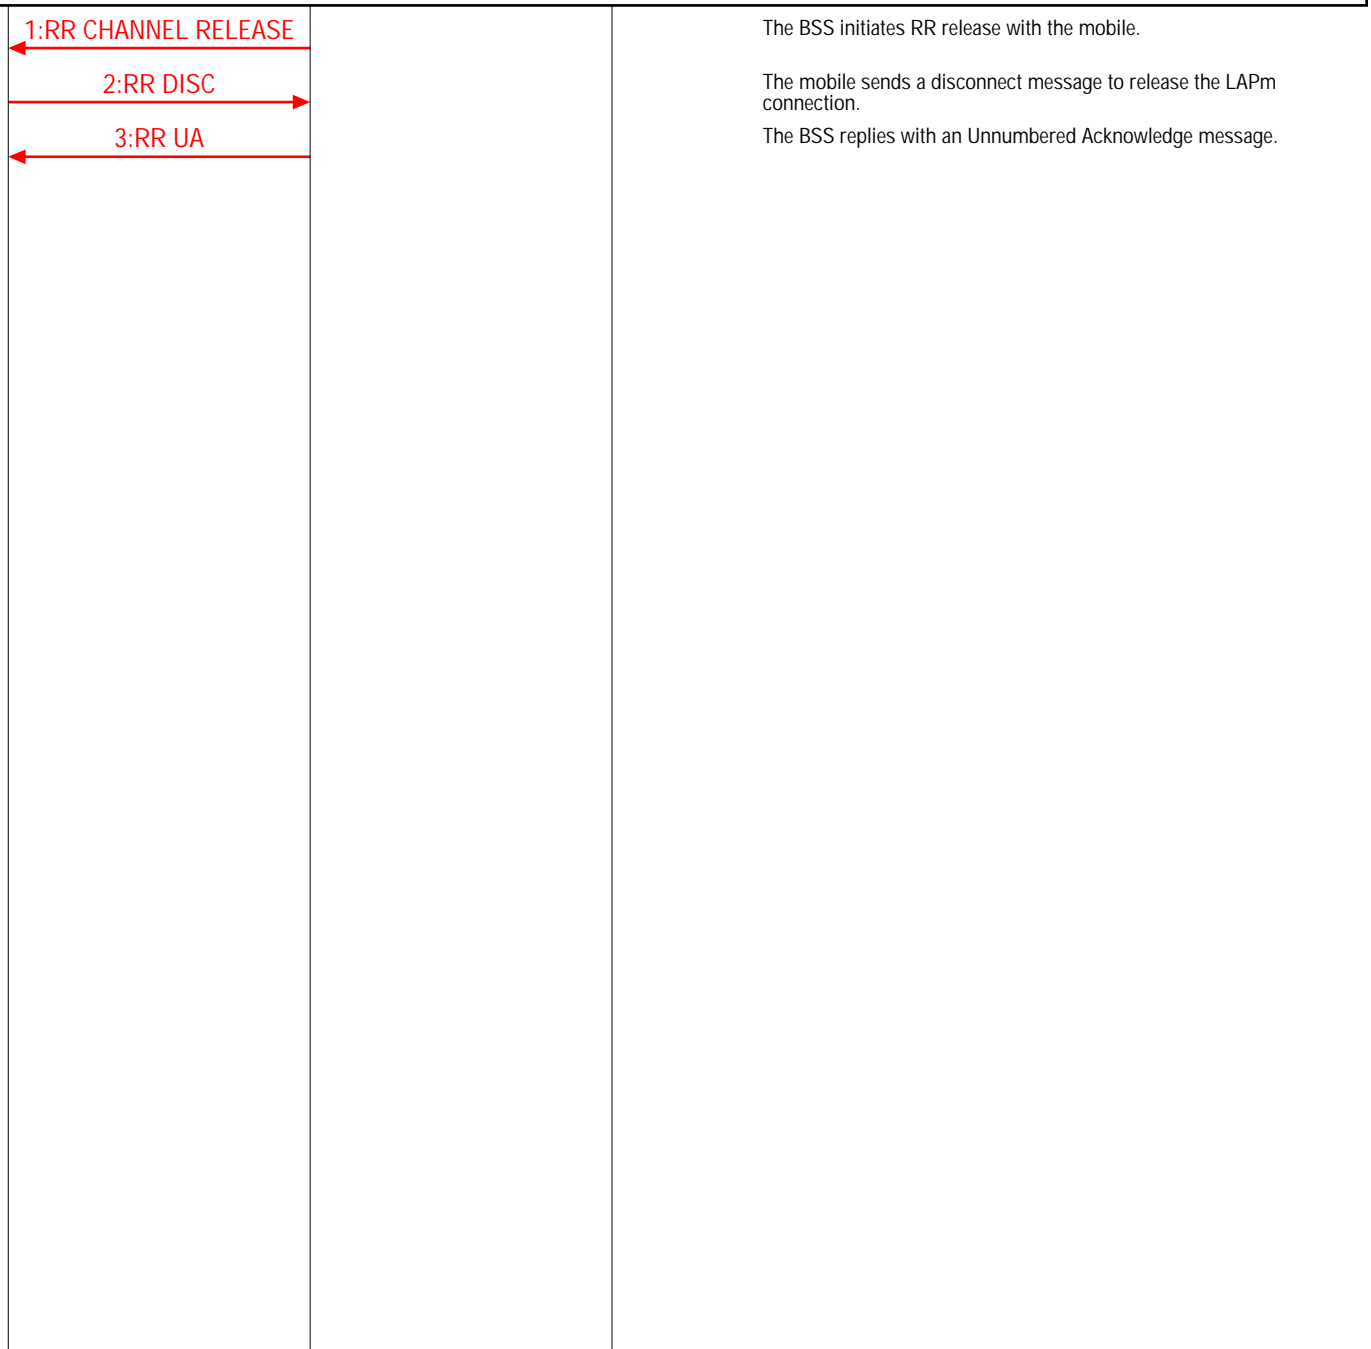 1:RR CHANNEL RELEASE
The BSS initiates RR release with the mobile.
2:RR DISC
The mobile sends a disconnect message to release the LAPm
connection.
3:RR UA
The BSS replies with an Unnumbered Acknowledge message.